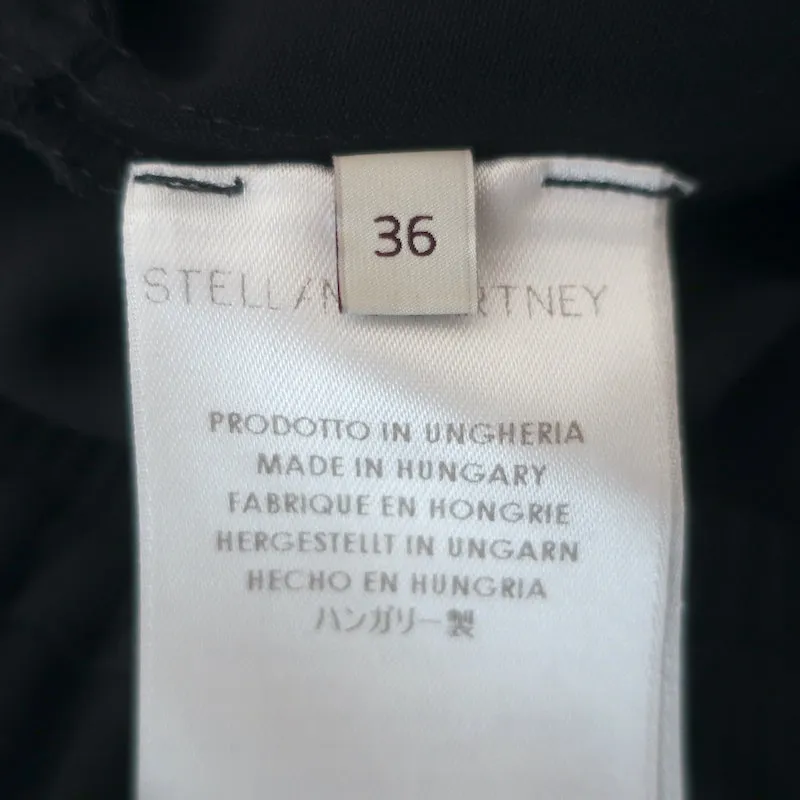 36
STELLA RTNEY
PRODOTTO IN UNGHERIA
MADE IN HUNGARY
FABRIQUE EN HONGRIE
HERGESTELLT IN UNGARN
HECHO EN HUNGRIA
ハンガリー製